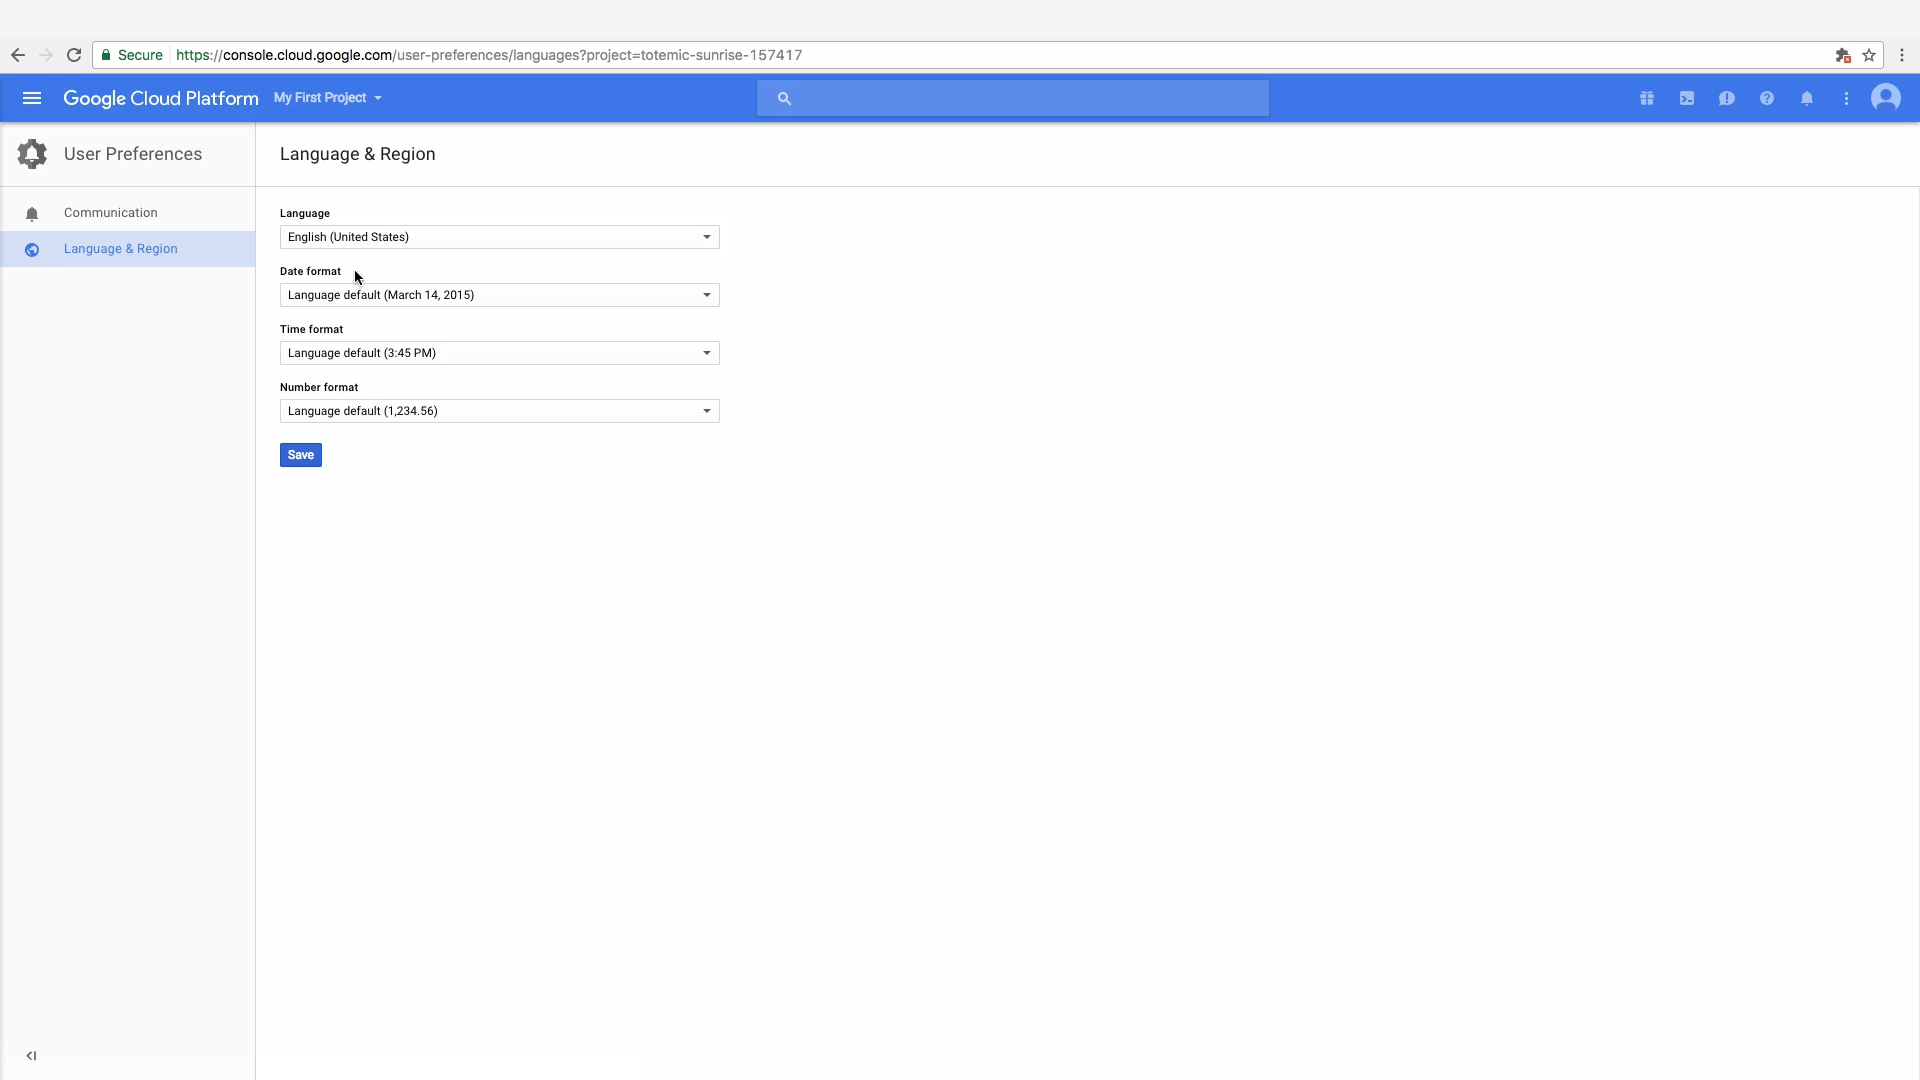 Secure https://console.cloud.google.com/user-preferences/languages?project=totemic-sunrise-157417
Google Cloud Platform My First Project
User Preferences
Language & Region
Communication
Language & Region
Language
English (United States)
Date format
Language default (March 14, 2015)
Time format
Language default (3:45 PM)
Number format
Language default (1,234.56)
Save